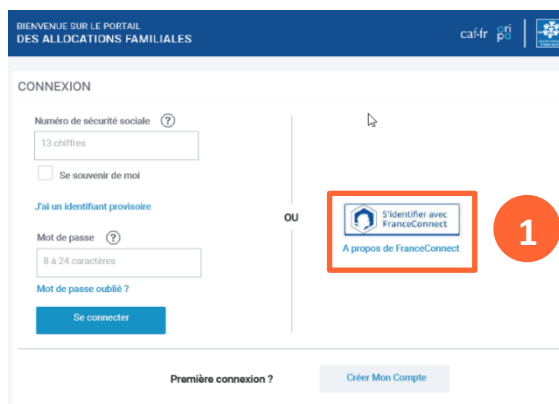 BIENVENUE SUR LE PORTAIL
DES ALLOCATIONS FAMILIALES
caf·fr
CONNEXION
Numéro de sécurité sociale ?
13 chiffres
Se souvenir de moi
J'ai un identifiant provisoire
Mot de passe ?
8 à 24 caractères
Mot de passe oublié ?
Se connecter
OU
S'identifier avec
FranceConnect
A propos de FranceConnect
1
Première connexion ?
Créer Mon Compte